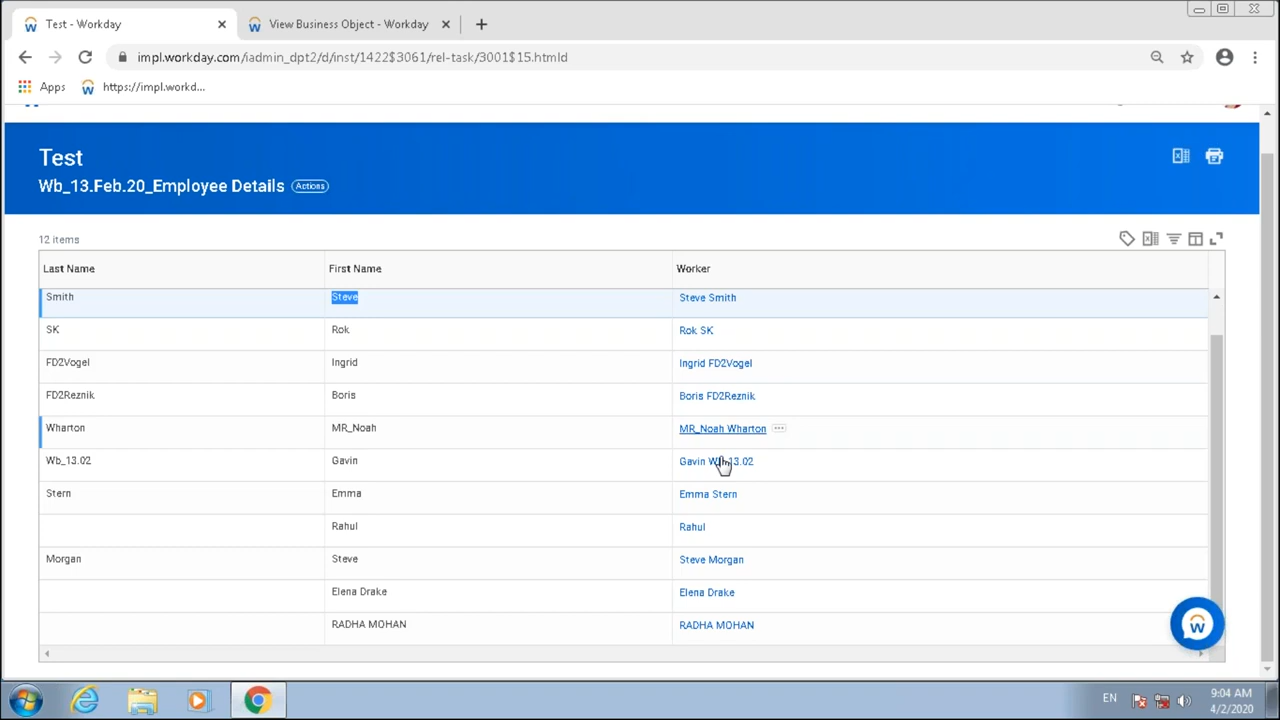 Test - Workday
View Business Object - Workday
impl.workday.com/iadmin_dpt2/d/inst/1422$3061/rel-task/3001$15.htmld
Apps
https://impl.workd...
Test
Wb_13.Feb.20_Employee Details Actions
12 items
Last Name First Name Worker
Smith Steve Steve Smith
SK Rok Rok SK
FD2Vogel Ingrid Ingrid FD2Vogel
FD2Reznik Boris Boris FD2Reznik
Wharton MR_Noah MR_Noah Wharton
Wb_13.02 Gavin Gavin 13.02
Stern Emma Emma Stern
Rahul Rahul
Morgan Steve Steve Morgan
Elena Drake Elena Drake
RADHA MOHAN RADHA MOHAN
EN
9:04 AM
4/2/2020